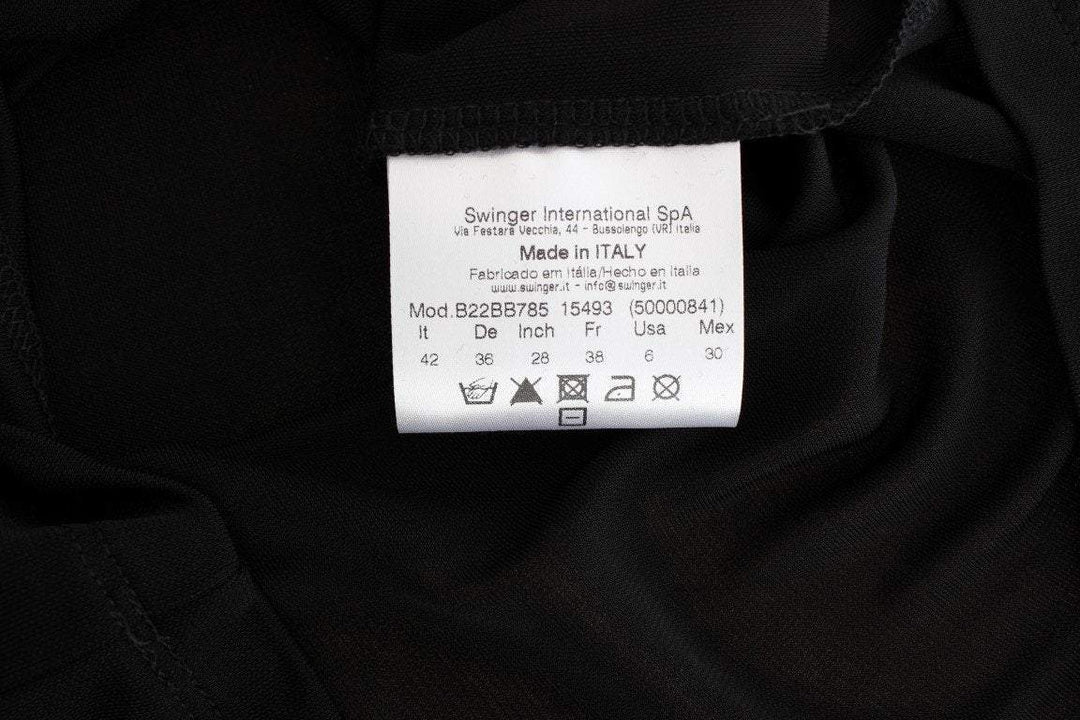 Swinger International SpA
Via Festara Vecchia, 44 - Bussolengo (VR) Italia
Made in ITALY
Fabricado em Itália/Hecho en italia
www.swinger.it - info@swinger.it
Mod.B22BB785 15493 (50000841)
It De Inch Fr Usa Mex
42 36 28 38 6 30